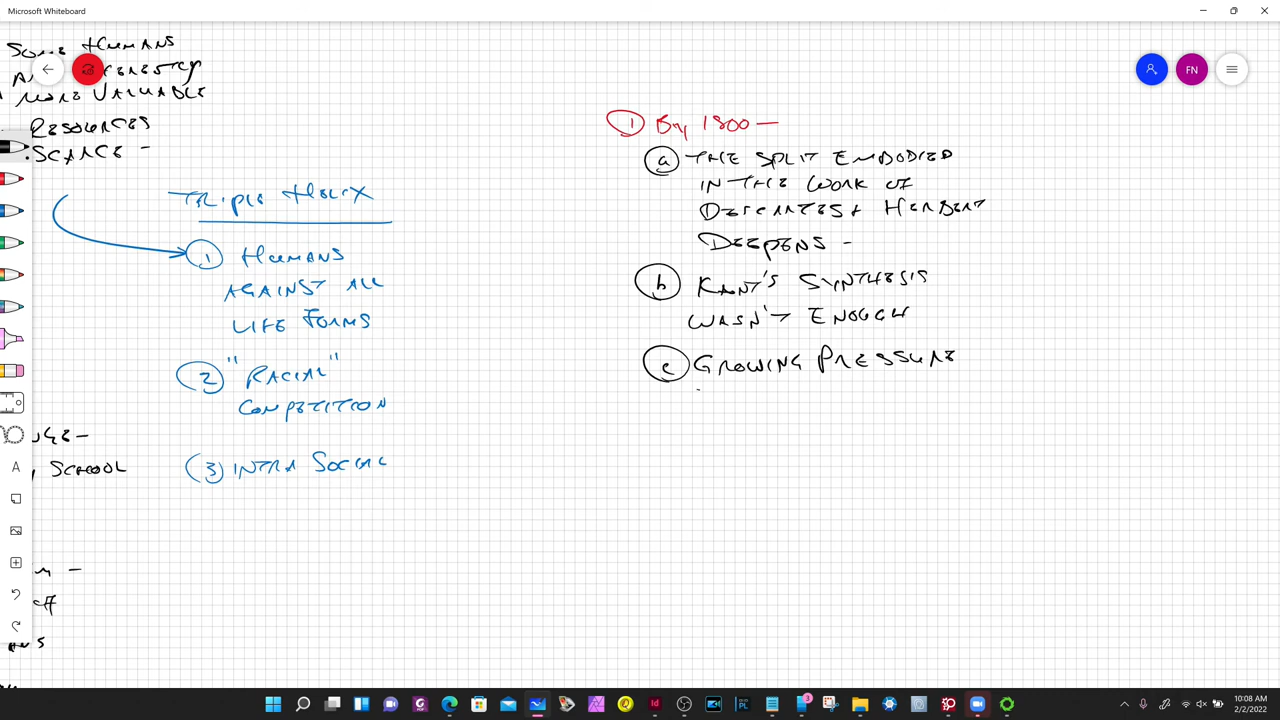 Microsoft Whiteboard
SOME HUMANS
MORE VALUABLE
RESOURCES
SCARCE -
TRIPLE HELIX
1 HUMANS
AGAINST ALL
LIFE FORMS
2 "RACIAL"
COMPETITION
(3) INTRA SOCIAL
SCHOOL
1 By 1800 —
a THE SPLIT EMBODIED
IN THE WORK OF
DESCARTES + HERBERT
DEEPENS -
b KANT'S SYNTHESIS
WASN'T ENOUGH
c GROWING PRESSURE
FN
10:08 AM
2/2/2022